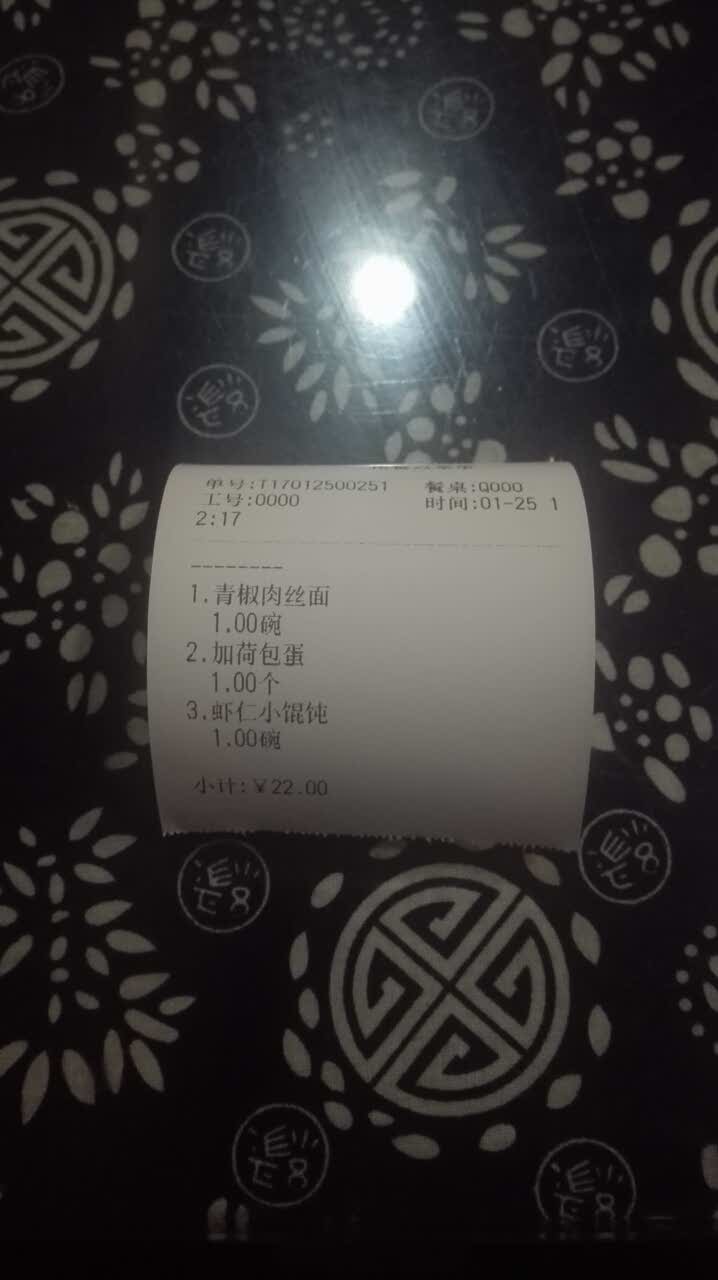 单号:T17012500251 餐桌:Q000
工号:0000 时间:01-25 1
2:17
--------
1.青椒肉丝面
1.00碗
2.加荷包蛋
1.00个
3.虾仁小馄饨
1.00碗
小计:¥22.00